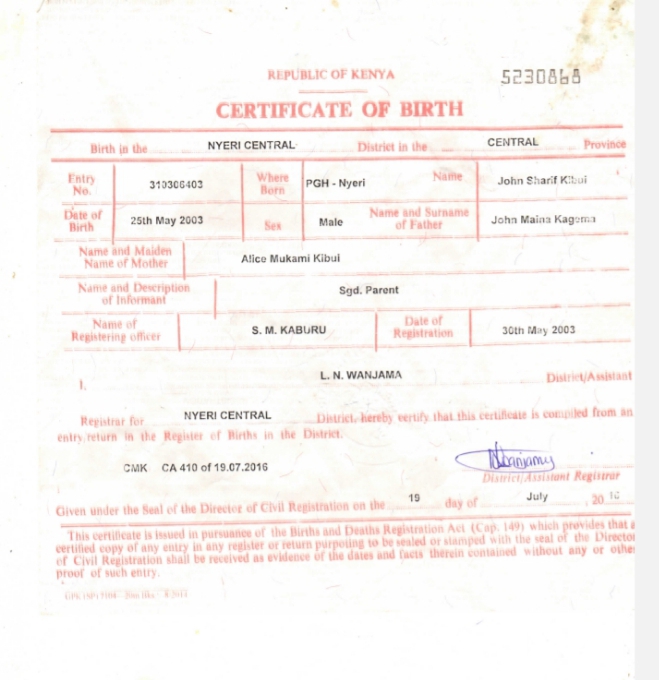 REPUBLIC OF KENYA 5230868
CERTIFICATE OF BIRTH
Birth in the NYERI CENTRAL District in the CENTRAL Province
Entry No. 310306403 Where Born PGH - Nyeri Name John Sharif Kibui
Date of Birth 25th May 2003 Sex Male Name and Surname of Father John Maina Kagema
Name and Maiden Name of Mother Alice Mukami Kibui
Name and Description of Informant Sgd. Parent
Name of Registering officer S. M. KABURU Date of Registration 30th May 2003
I, L. N. WANJAMA District/Assistant
Registrar for NYERI CENTRAL District, hereby certify that this certificate is compiled from an
entry/return in the Register of Births in the District.
CMK CA 410 of 19.07.2016
District/Assistant Registrar
Given under the Seal of the Director of Civil Registration on the 19 day of July, 20 16
This certificate is issued in pursuance of the Births and Deaths Registration Act (Cap. 149) which provides that a
certified copy of any entry in any register or return purpoting to be sealed or stamped with the seal of the Director
of Civil Registration shall be received as evidence of the dates and facts therein contained without any or other
proof of such entry.